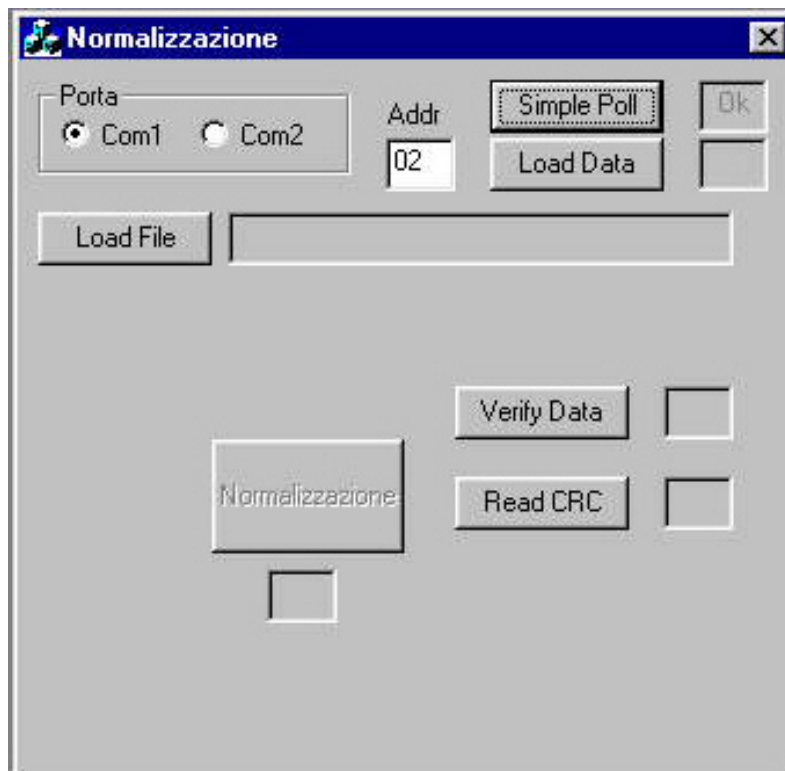 Normalizzazione
Porta
Com1 Com2
Addr
02
Simple Poll Ok
Load Data
Load File
Verify Data
Normalizzazione
Read CRC